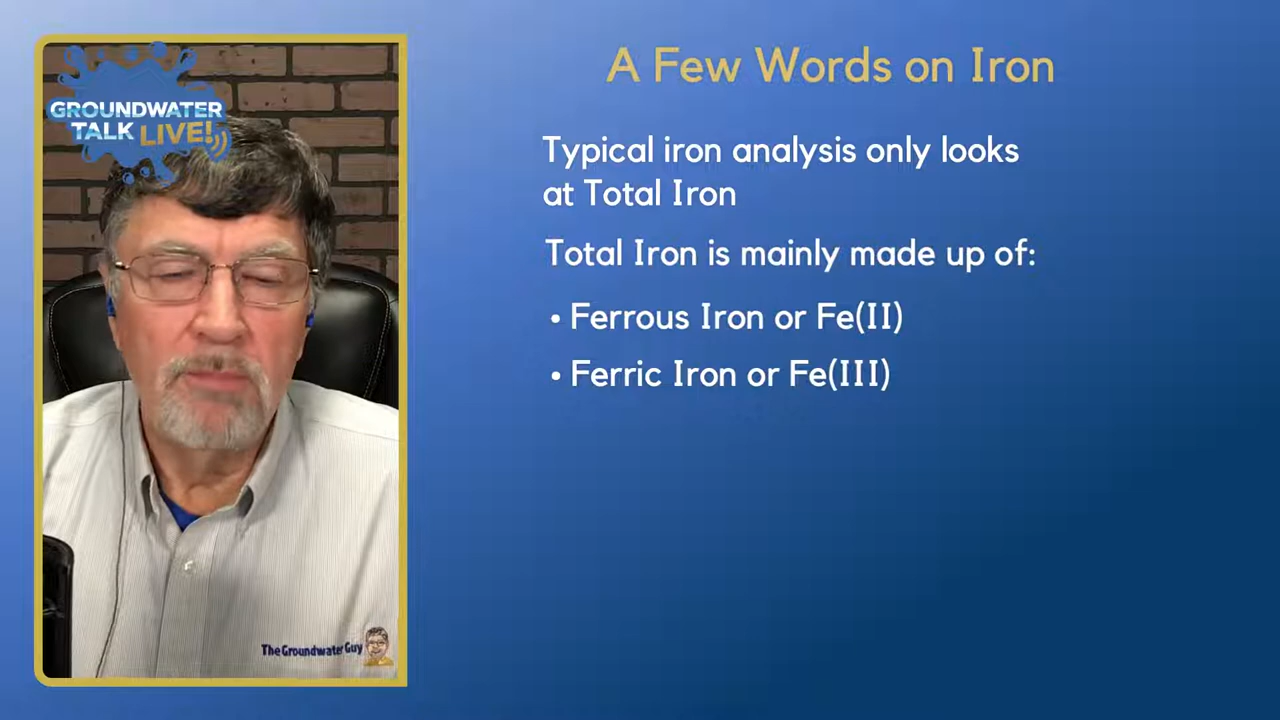 GROUNDWATER
TALK LIVE!
The Groundwater Guy
A Few Words on Iron
Typical iron analysis only looks
at Total Iron
Total Iron is mainly made up of:
• Ferrous Iron or Fe(II)
• Ferric Iron or Fe(III)